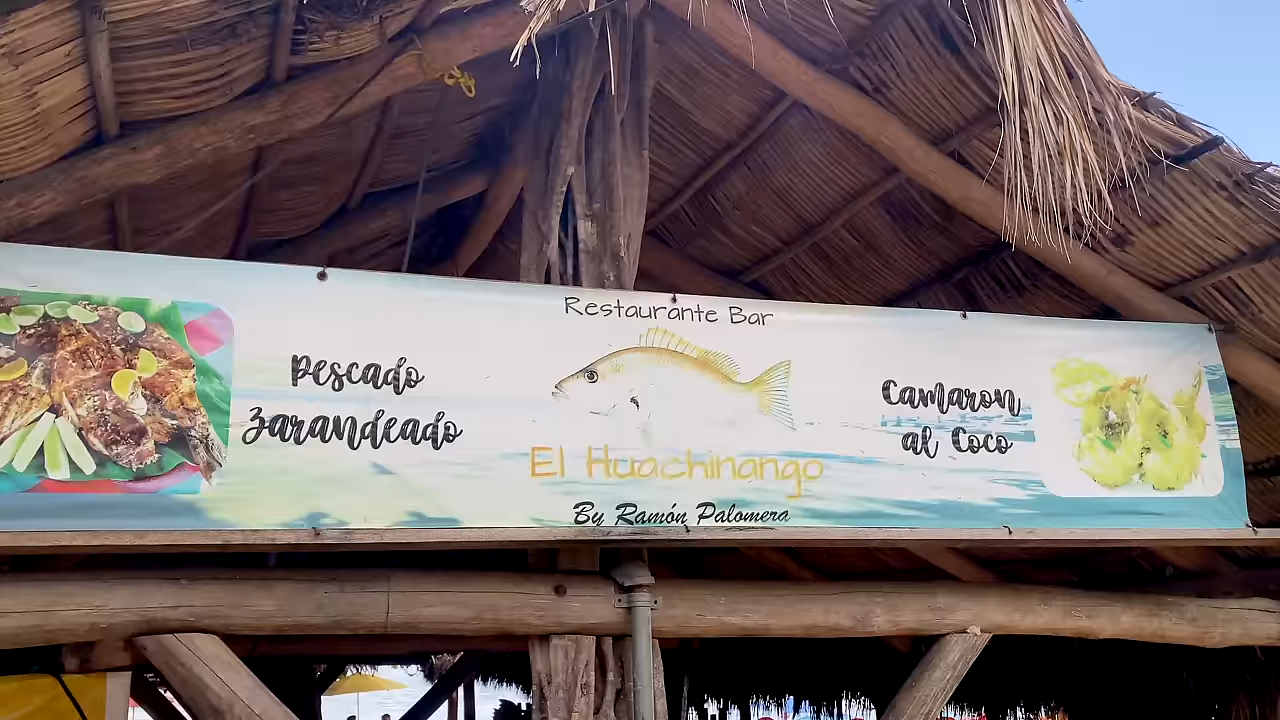 Restaurante Bar
Pescado
Zarandeado
El Huachinango
By Ramón Palomera
Camaron
al Coco